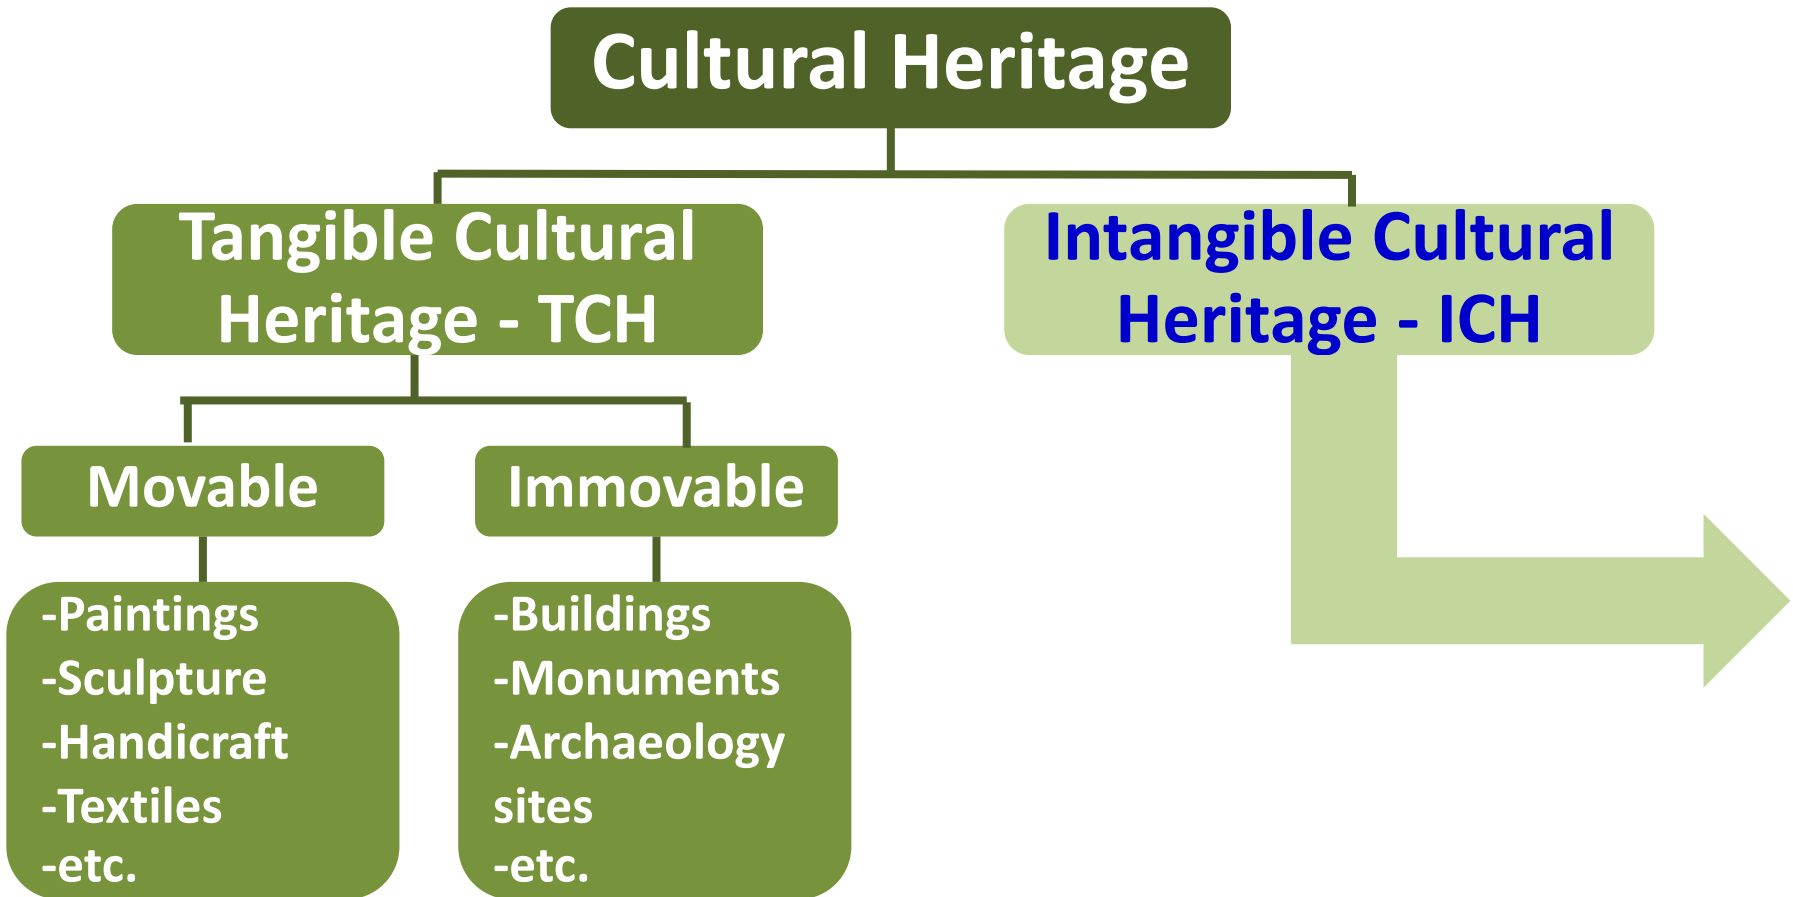 Cultural Heritage
Tangible Cultural
Heritage - TCH
Intangible Cultural
Heritage - ICH
Movable
Immovable
-Paintings
-Sculpture
-Handicraft
-Textiles
-etc.
-Buildings
-Monuments
-Archaeology
sites
-etc.